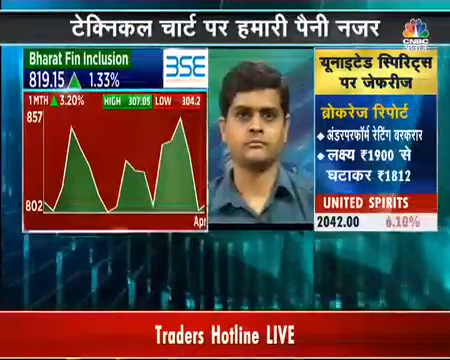 टेक्निकल चार्ट पर हमारी पैनी नजर
CNBC
आवाज़
Bharat Fin Inclusion
819.15 ▲ 1.33%
BSE
1 MTH ▲ 3.20% HIGH 307.05 LOW 304.2
857
802
Apr
यूनाइटेड स्पिरिट्स
पर जेफरीज
ब्रोकरेज रिपोर्ट
अंडरपरफॉर्म रेटिंग बरकरार
लक्ष्य ₹1900 से
घटाकर ₹1812
UNITED SPIRITS
2042.00
Traders Hotline LIVE